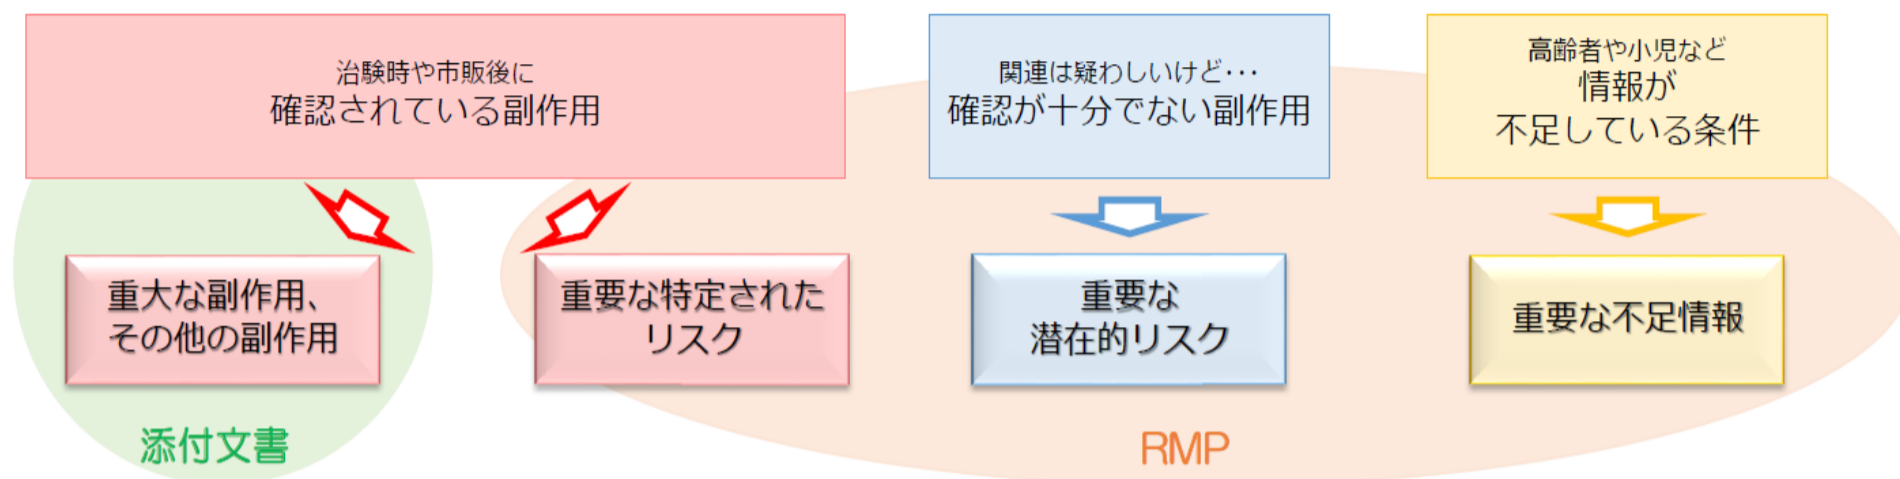 治験時や市販後に
確認されている副作用
関連は疑わしいけど･･･
確認が十分でない副作用
高齢者や小児など
情報が
不足している条件
重大な副作用、
その他の副作用
重要な特定された
リスク
重要な
潜在的リスク
重要な不足情報
添付文書
RMP